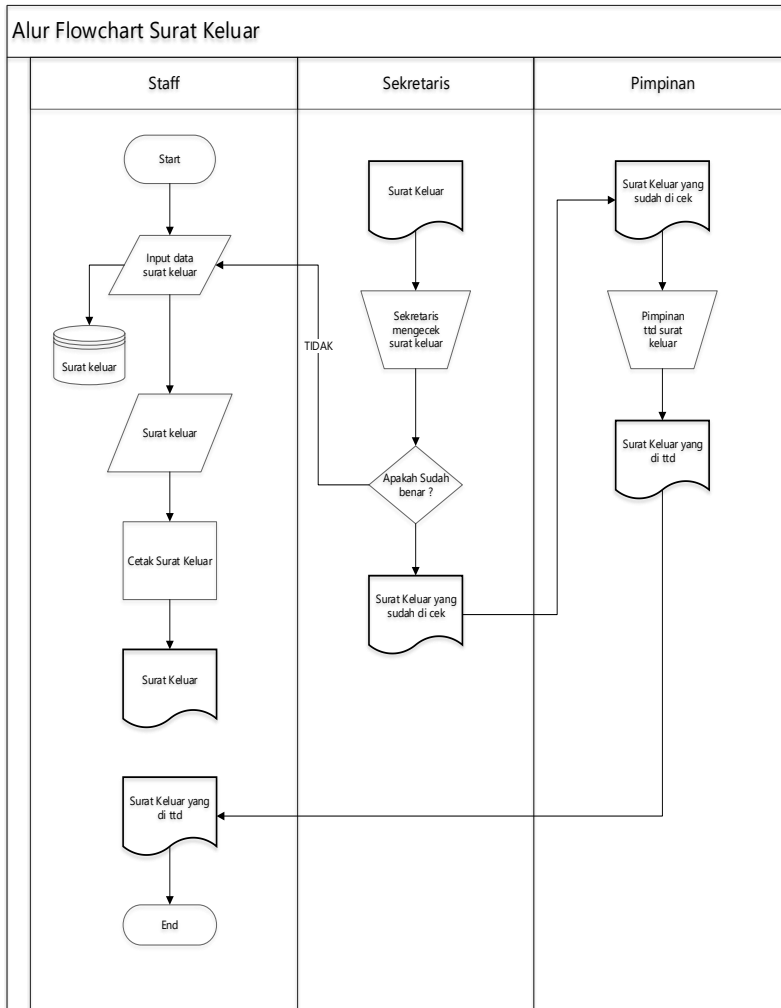 Alur Flowchart Surat Keluar
Staff
Sekretaris
Pimpinan
Start
Input data
surat keluar
Surat keluar
Surat keluar
Cetak Surat Keluar
Surat Keluar
Surat Keluar yang
di ttd
End
Surat Keluar
Sekretaris
mengecek
surat keluar
TIDAK
Apakah Sudah
benar ?
Surat Keluar yang
sudah di cek
Surat Keluar yang
sudah di cek
Pimpinan
ttd surat
keluar
Surat Keluar yang
di ttd